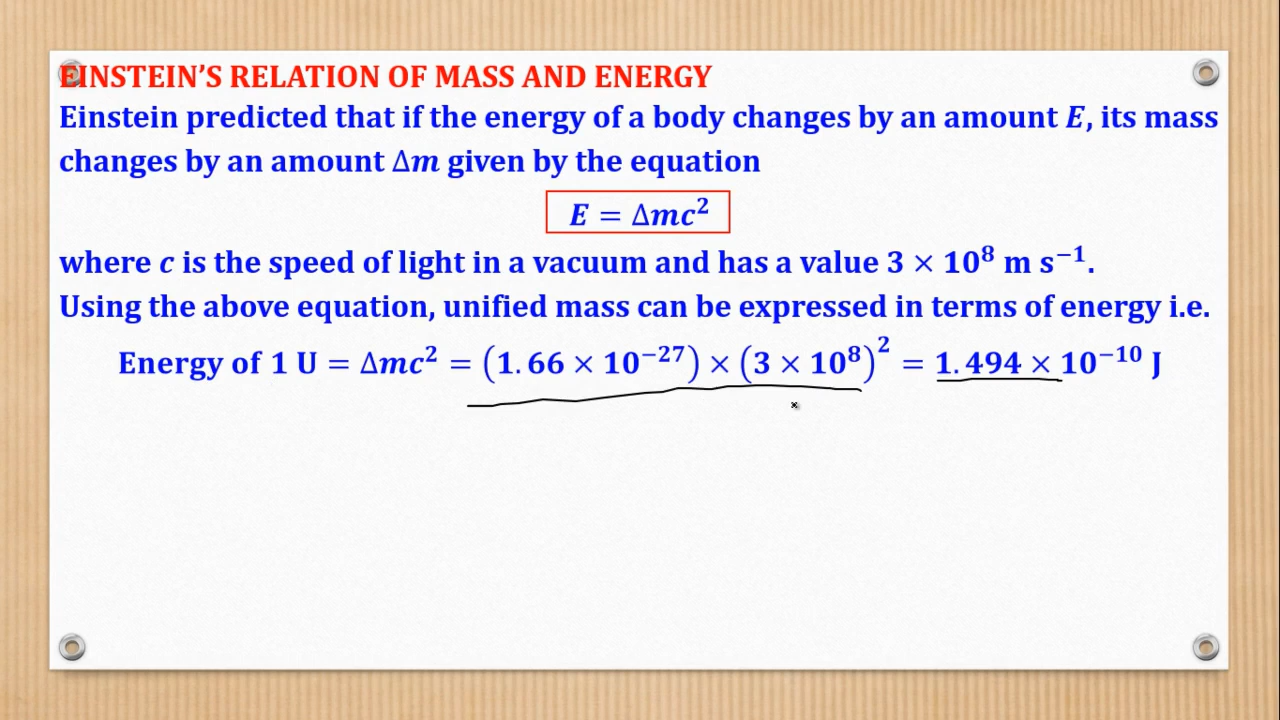 EINSTEIN'S RELATION OF MASS AND ENERGY
Einstein predicted that if the energy of a body changes by an amount E, its mass
changes by an amount Δm given by the equation
E = Δmc²
where c is the speed of light in a vacuum and has a value 3 × 10⁸ m s⁻¹.
Using the above equation, unified mass can be expressed in terms of energy i.e.
Energy of 1 U = Δmc² = (1.66 × 10⁻²⁷) × (3 × 10⁸)² = 1.494 × 10⁻¹⁰ J